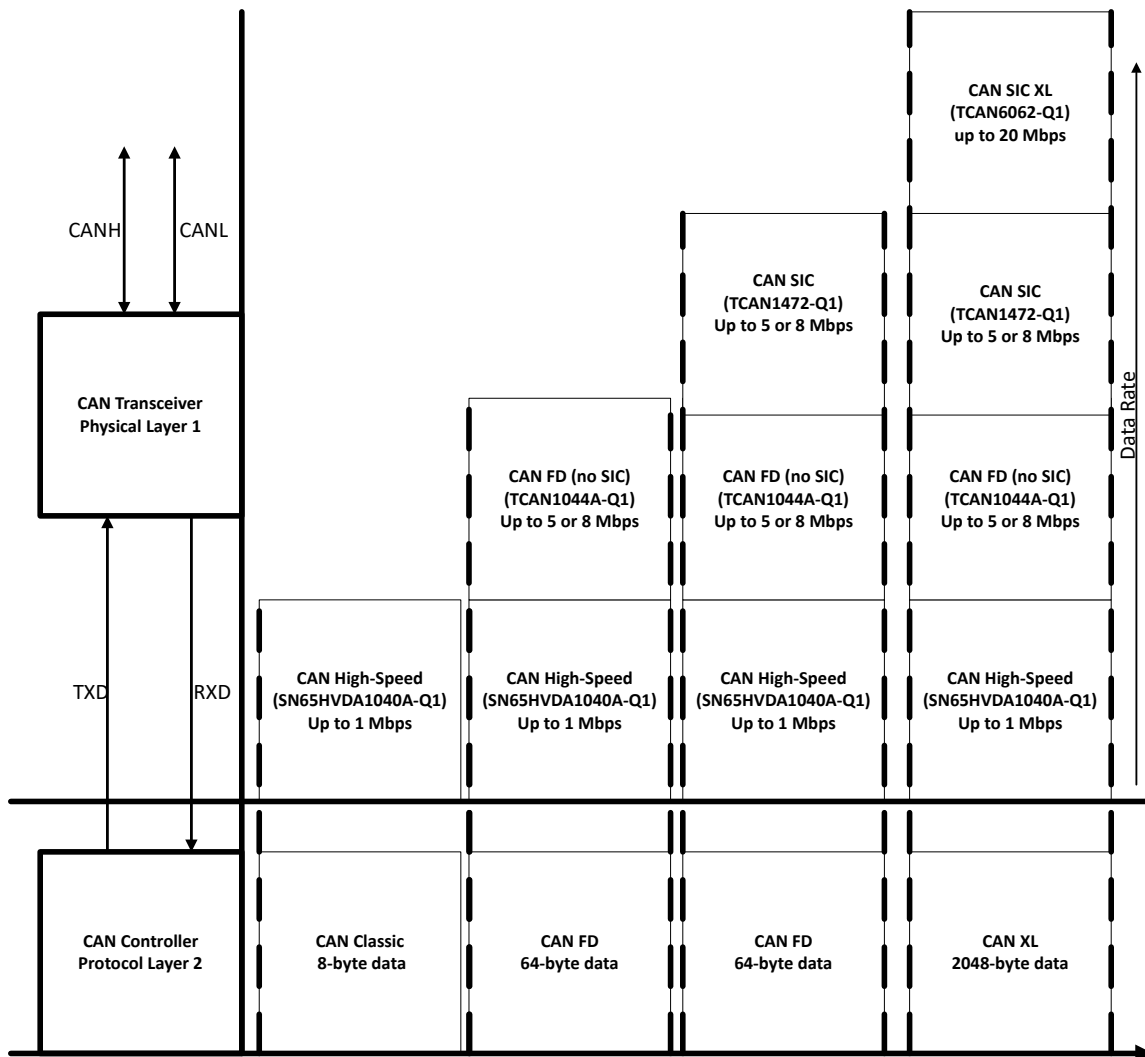 CAN SIC XL
(TCAN6062-Q1)
up to 20 Mbps
CANH
CANL
CAN SIC
(TCAN1472-Q1)
Up to 5 or 8 Mbps
CAN SIC
(TCAN1472-Q1)
Up to 5 or 8 Mbps
Data Rate
CAN Transceiver
Physical Layer 1
CAN FD (no SIC)
(TCAN1044A-Q1)
Up to 5 or 8 Mbps
CAN FD (no SIC)
(TCAN1044A-Q1)
Up to 5 or 8 Mbps
CAN FD (no SIC)
(TCAN1044A-Q1)
Up to 5 or 8 Mbps
TXD
RXD
CAN High-Speed
(SN65HVDA1040A-Q1)
Up to 1 Mbps
CAN High-Speed
(SN65HVDA1040A-Q1)
Up to 1 Mbps
CAN High-Speed
(SN65HVDA1040A-Q1)
Up to 1 Mbps
CAN High-Speed
(SN65HVDA1040A-Q1)
Up to 1 Mbps
CAN Controller
Protocol Layer 2
CAN Classic
8-byte data
CAN FD
64-byte data
CAN FD
64-byte data
CAN XL
2048-byte data